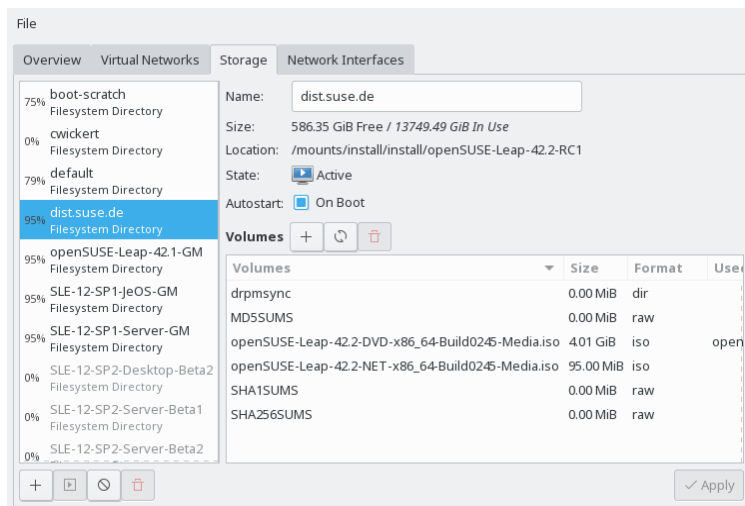 File
Overview Virtual Networks Storage Network Interfaces
75% boot-scratch
Filesystem Directory
0% cwickert
Filesystem Directory
79% default
Filesystem Directory
95% dist.suse.de
Filesystem Directory
95% openSUSE-Leap-42.1-GM
Filesystem Directory
95% SLE-12-SP1-JeOS-GM
Filesystem Directory
95% SLE-12-SP1-Server-GM
Filesystem Directory
0% SLE-12-SP2-Desktop-Beta2
Filesystem Directory
0% SLE-12-SP2-Server-Beta1
Filesystem Directory
0% SLE-12-SP2-Server-Beta2
Name: dist.suse.de
Size: 586.35 GiB Free / 13749.49 GiB In Use
Location: /mounts/install/install/openSUSE-Leap-42.2-RC1
State: Active
Autostart: On Boot
Volumes
Volumes Size Format Used
drpmsync 0.00 MiB dir
MD5SUMS 0.00 MiB raw
openSUSE-Leap-42.2-DVD-x86_64-Build0245-Media.iso 4.01 GiB iso open
openSUSE-Leap-42.2-NET-x86_64-Build0245-Media.iso 95.00 MiB iso
SHA1SUMS 0.00 MiB raw
SHA256SUMS 0.00 MiB raw
Apply